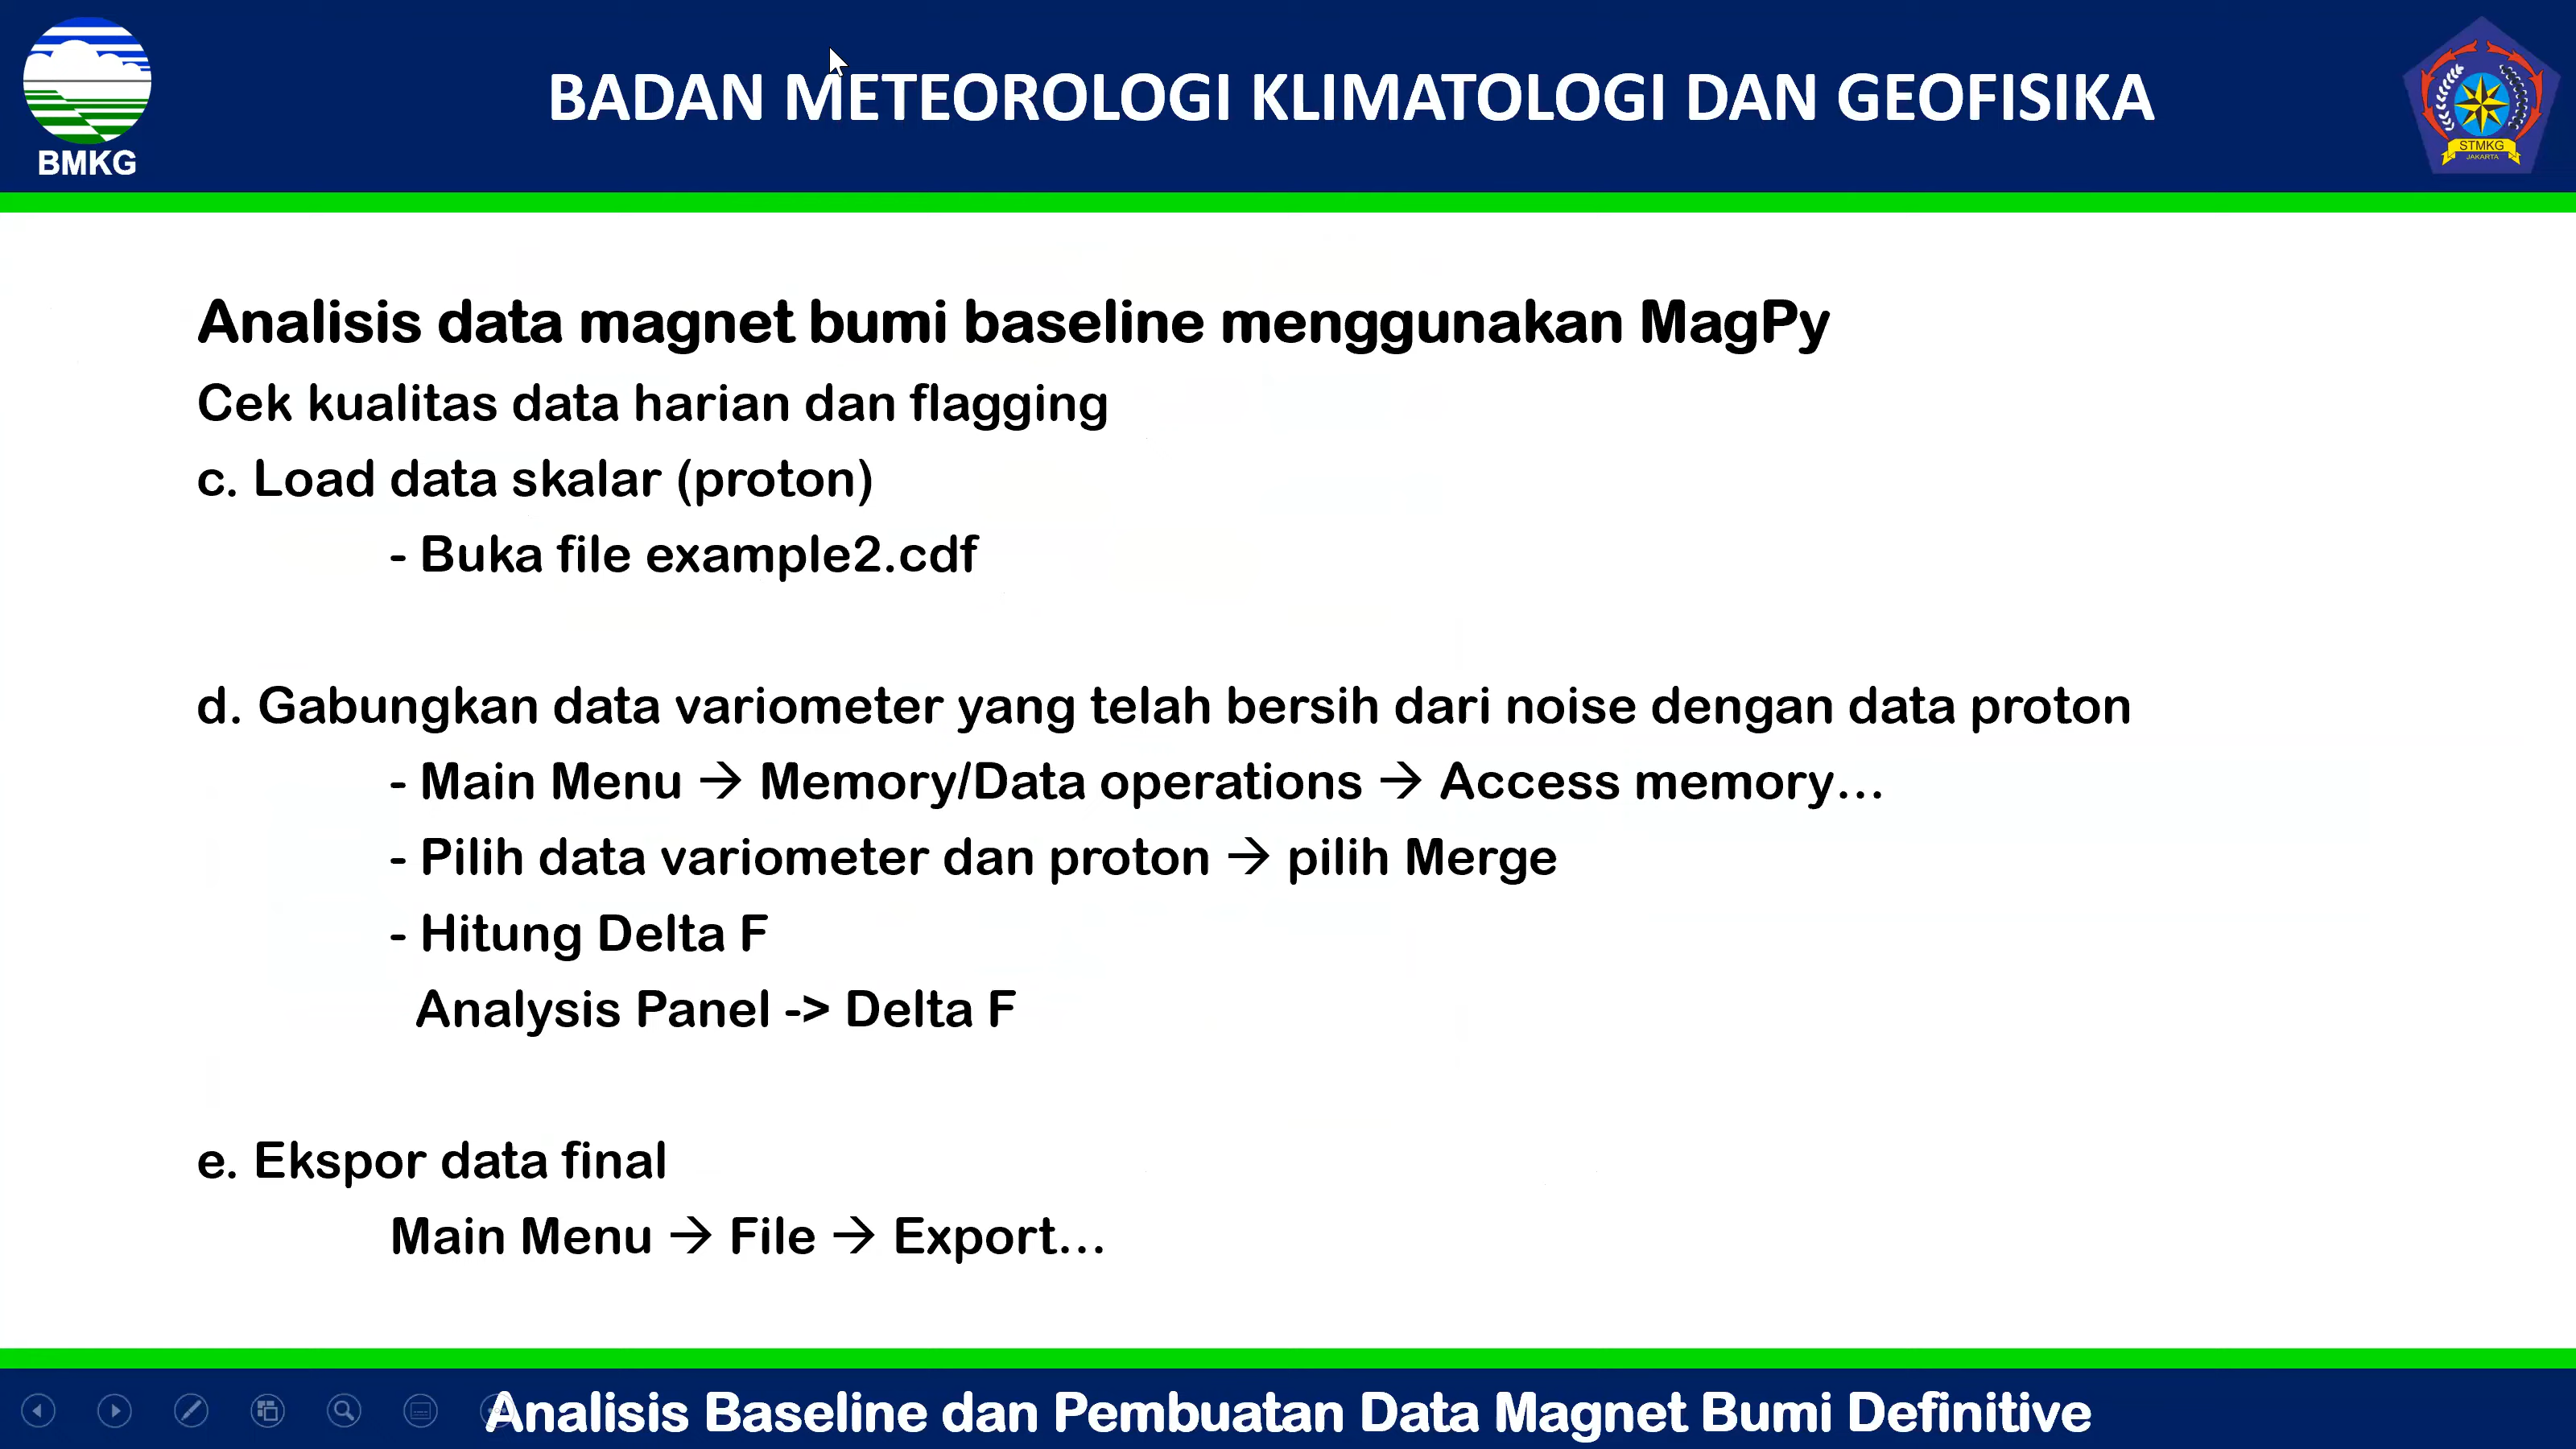 BMKG
BADAN METEOROLOGI KLIMATOLOGI DAN GEOFISIKA
STMKG
JAKARTA
Analisis data magnet bumi baseline menggunakan MagPy
Cek kualitas data harian dan flagging
c. Load data skalar (proton)
- Buka file example2.cdf
d. Gabungkan data variometer yang telah bersih dari noise dengan data proton
- Main Menu → Memory/Data operations → Access memory...
- Pilih data variometer dan proton → pilih Merge
- Hitung Delta F
Analysis Panel -> Delta F
e. Ekspor data final
Main Menu → File → Export...
Analisis Baseline dan Pembuatan Data Magnet Bumi Definitive